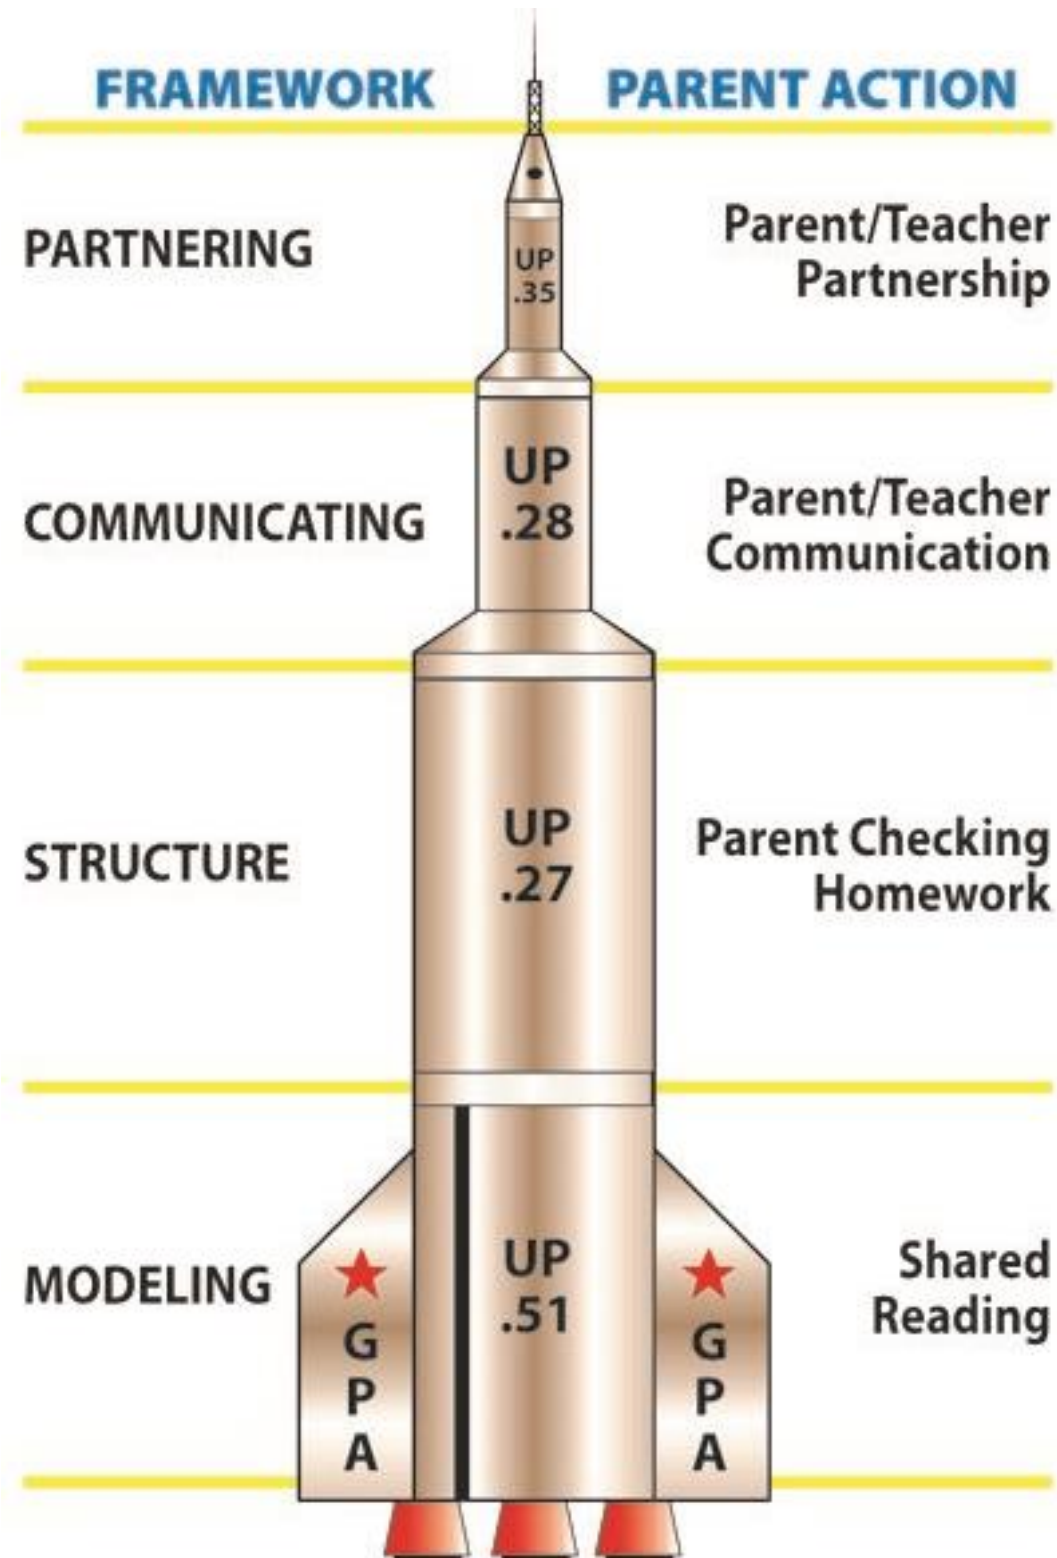 FRAMEWORK
PARENT ACTION
PARTNERING
UP
.35
Parent/Teacher
Partnership
COMMUNICATING
UP
.28
Parent/Teacher
Communication
STRUCTURE
UP
.27
Parent Checking
Homework
MODELING
UP
.51
Shared
Reading
G
P
A
G
P
A